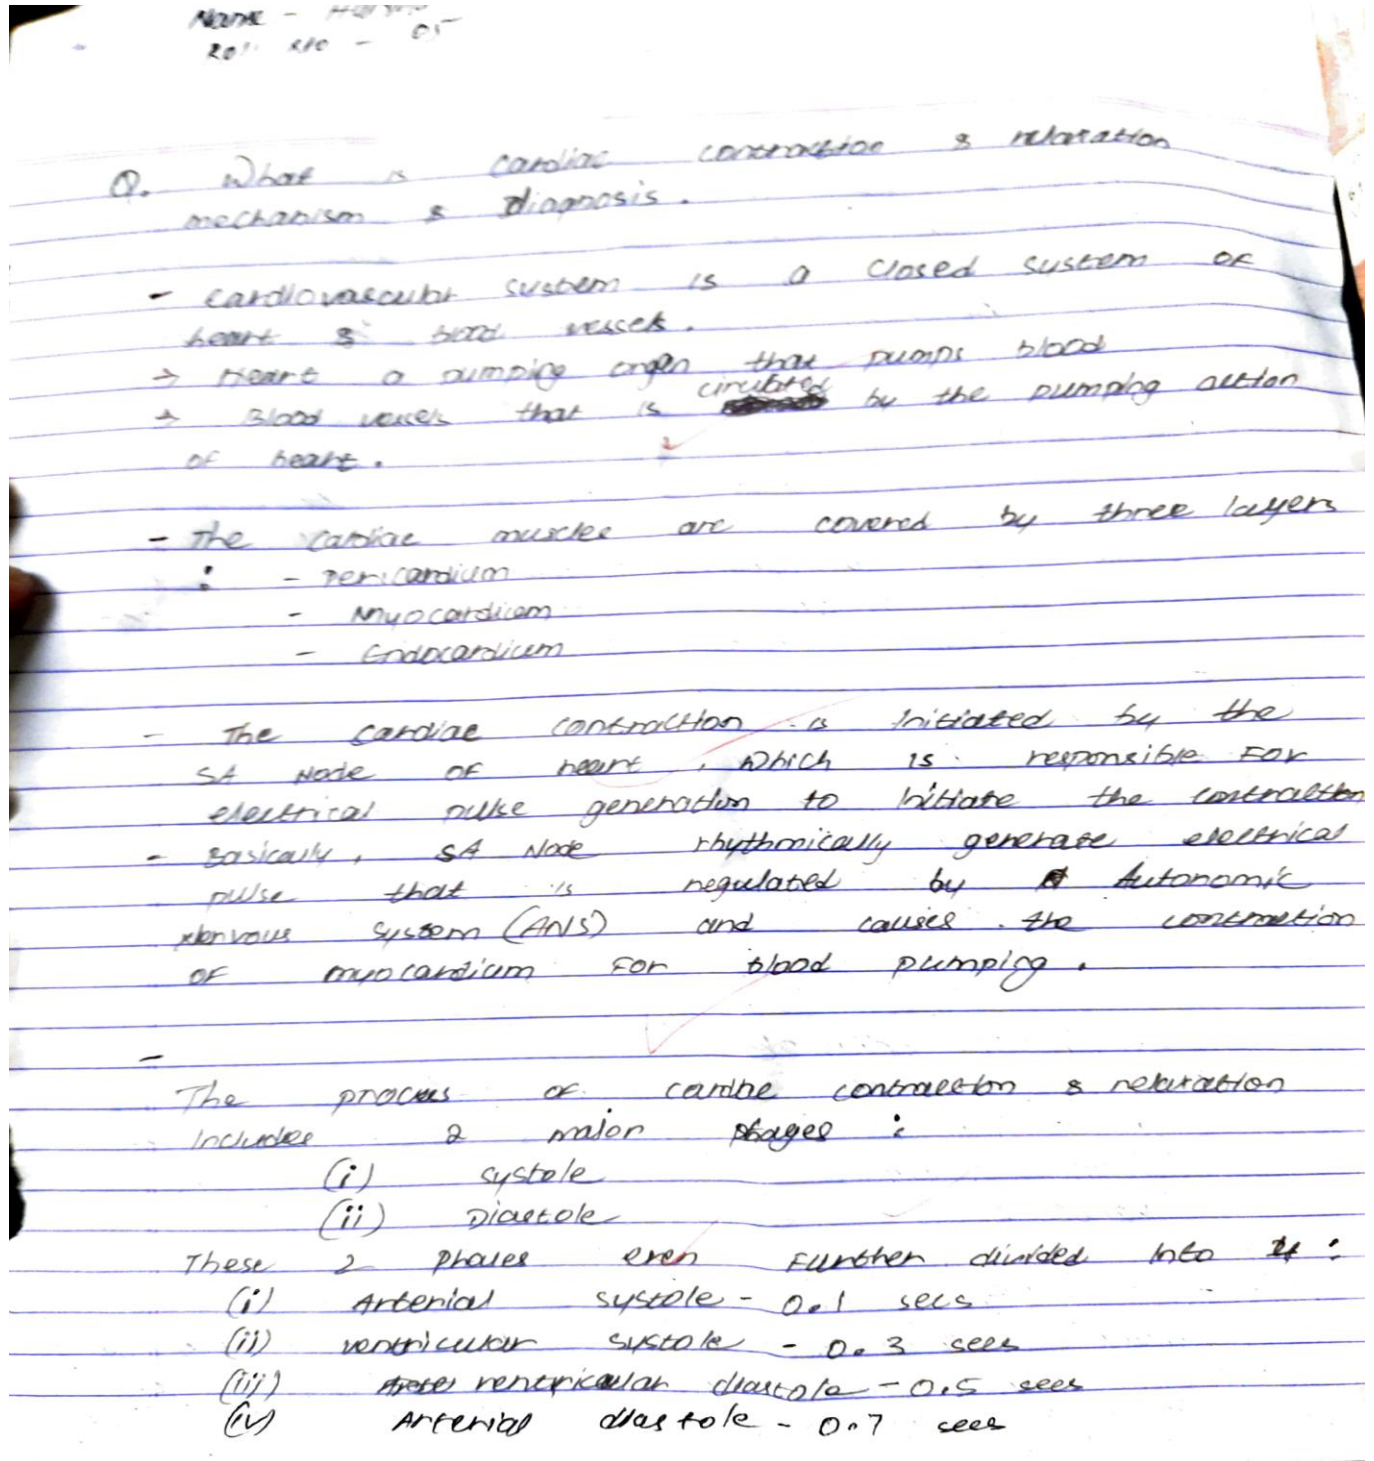 Name -
Roll No - 05
Q. What is cardiac contraction & relaxation
mechanism & Diagnosis.
- Cardiovascular system is a closed system of
heart & blood vessels.
→ Heart a pumping organ that pumps blood
→ Blood vessels that is circulated by the pumping action
of heart.
- The cardiac muscles are covered by three layers
: - Pericardium
- Myocardium
- Endocardium
- The cardiac contraction is initiated by the
SA Node of heart, which is responsible for
electrical pulse generation to initiate the contraction
- Basically, SA Node rhythmically generate electrical
pulse that is regulated by Autonomic
Nervous System (ANS) and causes the contraction
of myocardium for blood pumping.
-
The process of cardiac contraction & relaxation
includes 2 major phages :
(i) systole
(ii) Diastole
These 2 phases even further divided into :
(i) Arterial systole - 0.1 secs
(ii) ventricular systole - 0.3 secs
(iii) ventricular diastole - 0.5 secs
(iv) Arterial diastole - 0.7 secs